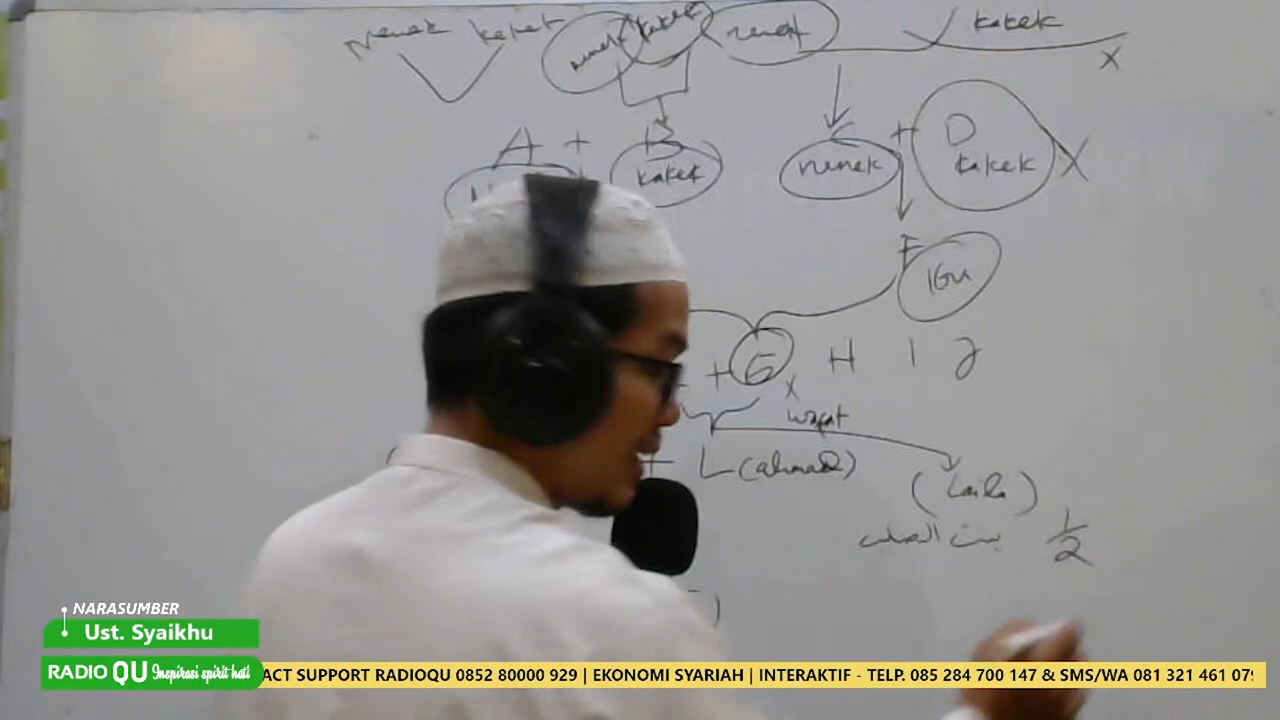 Nenek kakek nenek kakek nenek kakek
X
A + B C + D
kakek nenek kakek X
E
IBU
+ G H I J
X
wafat
+ L (ahmad) (Laila)
بنت الصلب 1/2
NARASUMBER
Ust. Syaikhu
RADIO QU Inspirasi spirit hati
ACT SUPPORT RADIOQU 0852 80000 929 | EKONOMI SYARIAH | INTERAKTIF - TELP. 085 284 700 147 & SMS/WA 081 321 461 079